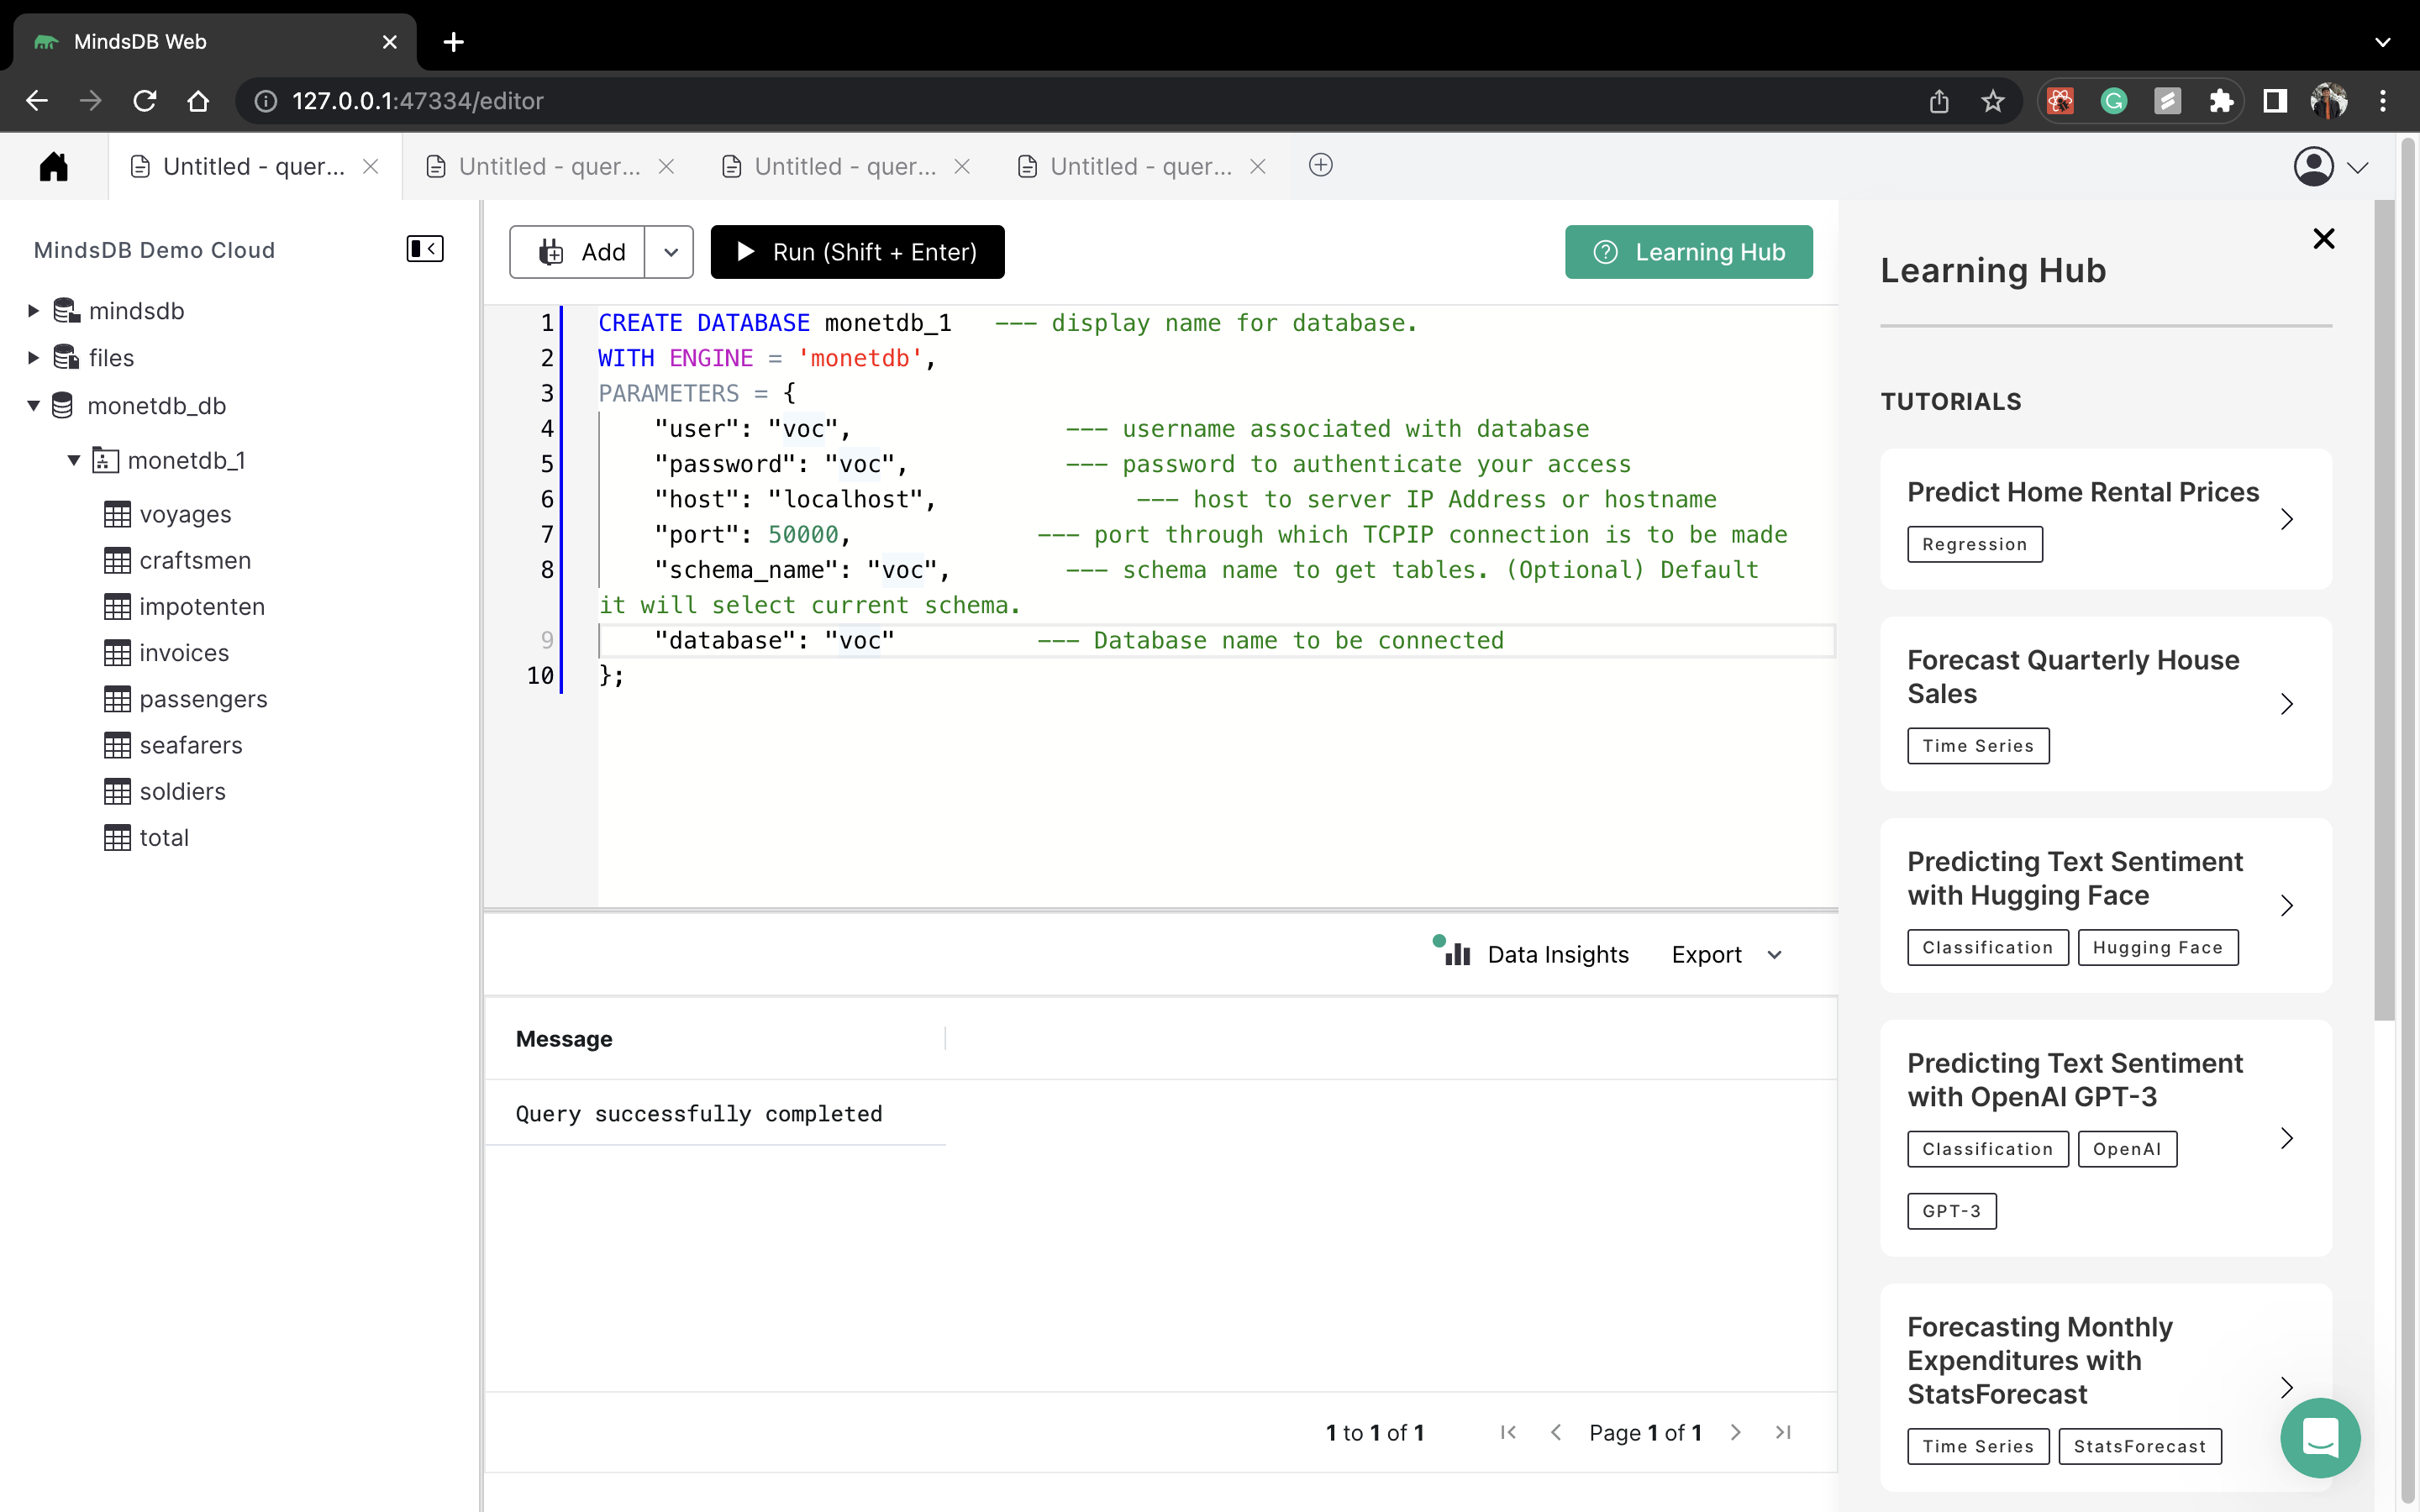 MindsDB Web
127.0.0.1:47334/editor
Untitled - quer...
Untitled - quer...
Untitled - quer...
Untitled - quer...
MindsDB Demo Cloud
mindsdb
files
monetdb_db
monetdb_1
voyages
craftsmen
impotenten
invoices
passengers
seafarers
soldiers
total
Add
Run (Shift + Enter)
Learning Hub
1 CREATE DATABASE monetdb_1   --- display name for database.
2 WITH ENGINE = 'monetdb',
3 PARAMETERS = {
4     "user": "voc",               --- username associated with database
5     "password": "voc",           --- password to authenticate your access
6     "host": "localhost",              --- host to server IP Address or hostname
7     "port": 50000,             --- port through which TCPIP connection is to be made
8     "schema_name": "voc",        --- schema name to get tables. (Optional) Default
it will select current schema.
9     "database": "voc"          --- Database name to be connected
10 };
Data Insights
Export
Message
Query successfully completed
1 to 1 of 1
Page 1 of 1
Learning Hub
TUTORIALS
Predict Home Rental Prices
Regression
Forecast Quarterly House
Sales
Time Series
Predicting Text Sentiment
with Hugging Face
Classification
Hugging Face
Predicting Text Sentiment
with OpenAI GPT-3
Classification
OpenAI
GPT-3
Forecasting Monthly
Expenditures with
StatsForecast
Time Series
StatsForecast